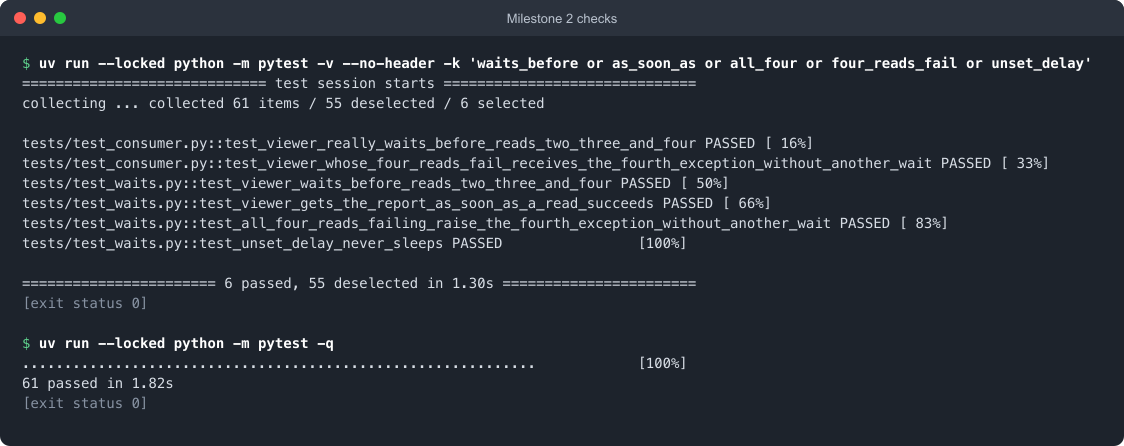 Milestone 2 checks
$ uv run --locked python -m pytest -v --no-header -k 'waits_before or as_soon_as or all_four or four_reads_fail or unset_delay'
============================= test session starts ==============================
collecting ... collected 61 items / 55 deselected / 6 selected
tests/test_consumer.py::test_viewer_really_waits_before_reads_two_three_and_four PASSED [ 16%]
tests/test_consumer.py::test_viewer_whose_four_reads_fail_receives_the_fourth_exception_without_another_wait PASSED [ 33%]
tests/test_waits.py::test_viewer_waits_before_reads_two_three_and_four PASSED [ 50%]
tests/test_waits.py::test_viewer_gets_the_report_as_soon_as_a_read_succeeds PASSED [ 66%]
tests/test_waits.py::test_all_four_reads_failing_raise_the_fourth_exception_without_another_wait PASSED [ 83%]
tests/test_waits.py::test_unset_delay_never_sleeps PASSED                [100%]
======================= 6 passed, 55 deselected in 1.30s =======================
[exit status 0]
$ uv run --locked python -m pytest -q
.............................................................            [100%]
61 passed in 1.82s
[exit status 0]